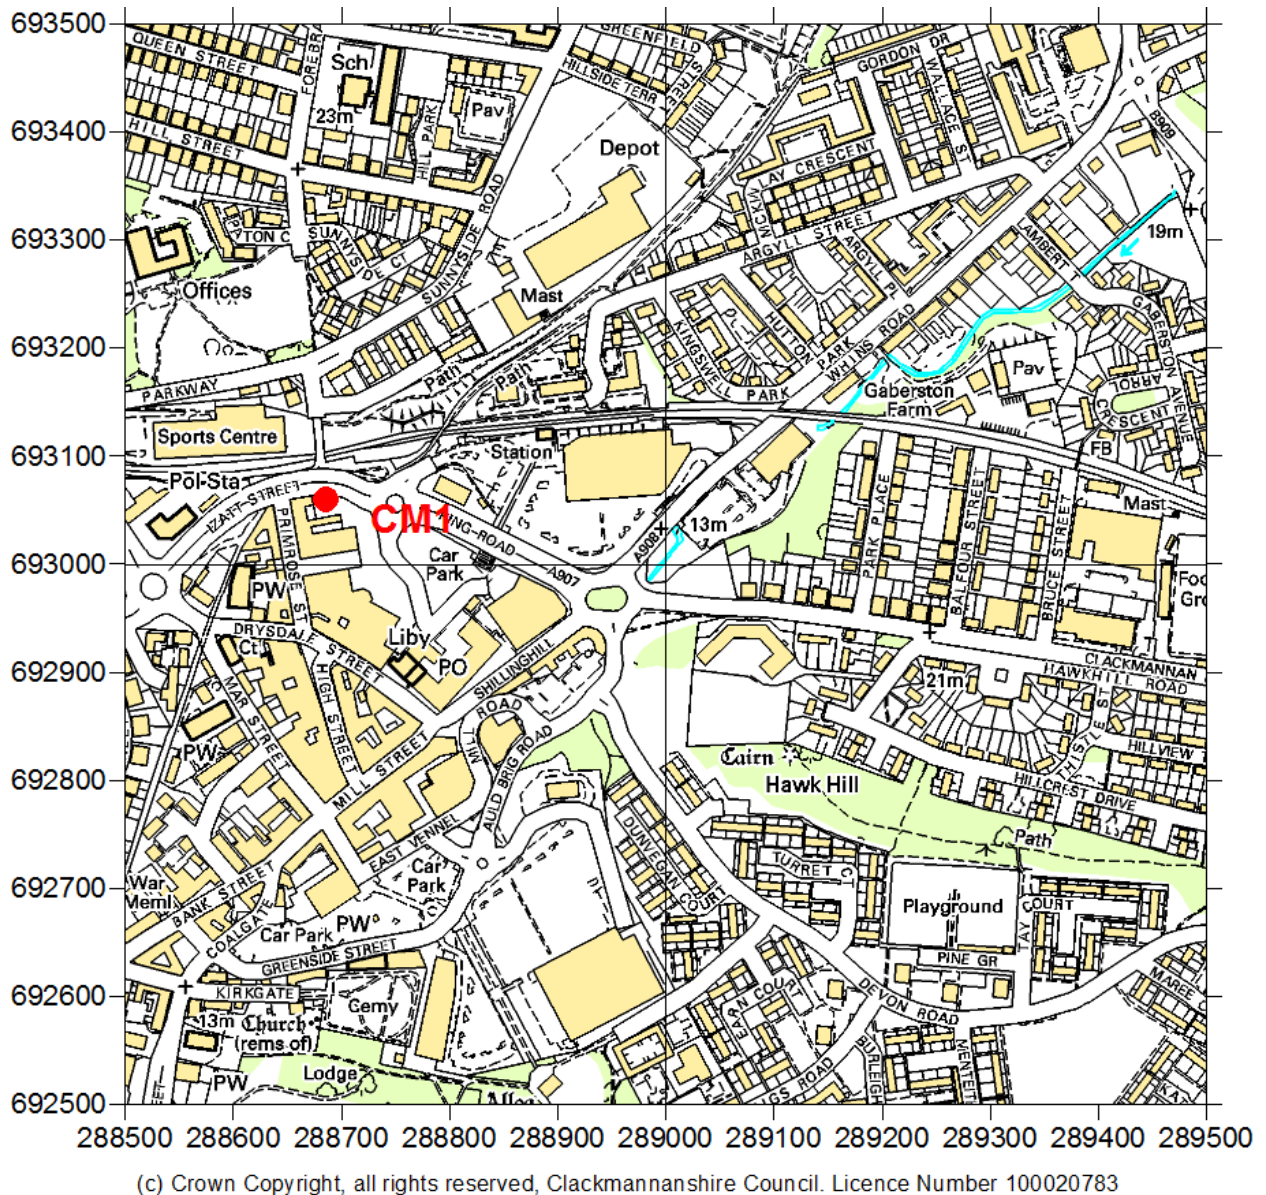 693500
693400
693300
693200
693100
693000
692900
692800
692700
692600
692500
288500 288600 288700 288800 288900 289000 289100 289200 289300 289400 289500
QUEEN STREET
Sch
23m
HILL STREET
HILL PARK
Pav
GREENFIELD
STREET
HILLSIDE TERR
GORDON DR
WALLACE ST
B909
Depot
SUNNYSIDE ROAD
SUNNYSIDE CT
ARGYLL STREET
ARGYLL PL
LAMBERT
19m
Offices
Mast
PARKWAY
Path
Path
KINGSWELL PARK
HUTTON PARK
WHINS ROAD
Gaberston
Farm
Pav
GABERSTON AVENUE
ARROL CRESCENT
FB
Sports Centre
Station
Pol Sta
IZATT STREET
PRIMROSE ST
CM1
RING-ROAD
A907
A908
13m
Car
Park
PARK PLACE
BALFOUR STREET
BRUCE STREET
Mast
PW
DRYSDALE STREET
Ct
Liby
PO
SHILLINGHILL
MAR STREET
HIGH STREET
MILL STREET
MILL ROAD
AULD BRIG ROAD
PW
21m
CLACKMANNAN
HAWKHILL ROAD
THISTLE ST
HILLVIEW
HILLCREST DRIVE
Cairn
Hawk Hill
Path
EAST VENNEL
Car
Park
DUNVEGAN COURT
TURRET CT
Playground
TAY COURT
PINE GR
War
Meml
BANK STREET
COALGATE
Car Park
PW
GREENSIDE STREET
KIRKGATE
13m
Church
(rems of)
Cemy
PW
Lodge
EARN COURT
DEVON ROAD
MAREE
BURLEIGH
MENTEITH
GS ROAD
(c) Crown Copyright, all rights reserved, Clackmannanshire Council. Licence Number 100020783